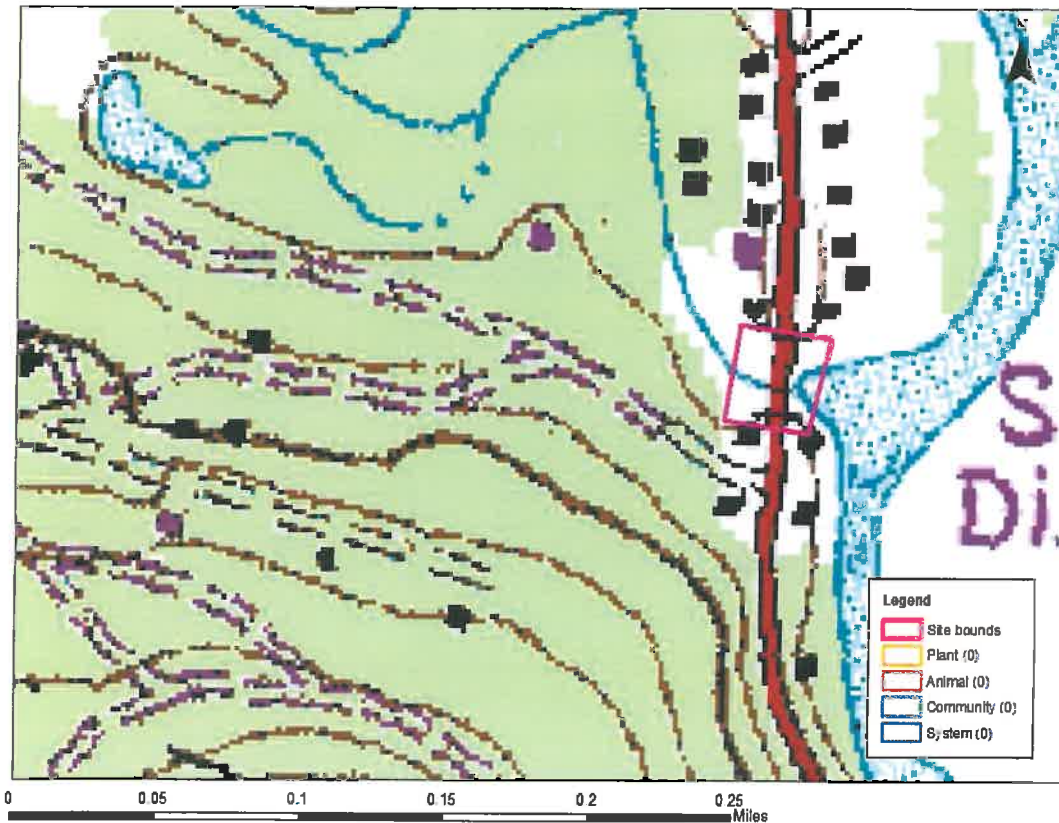 S
Di
Legend
Site bounds
Plant (0)
Animal (0)
Community (0)
System (0)
0 0.05 0.1 0.15 0.2 0.25
Miles